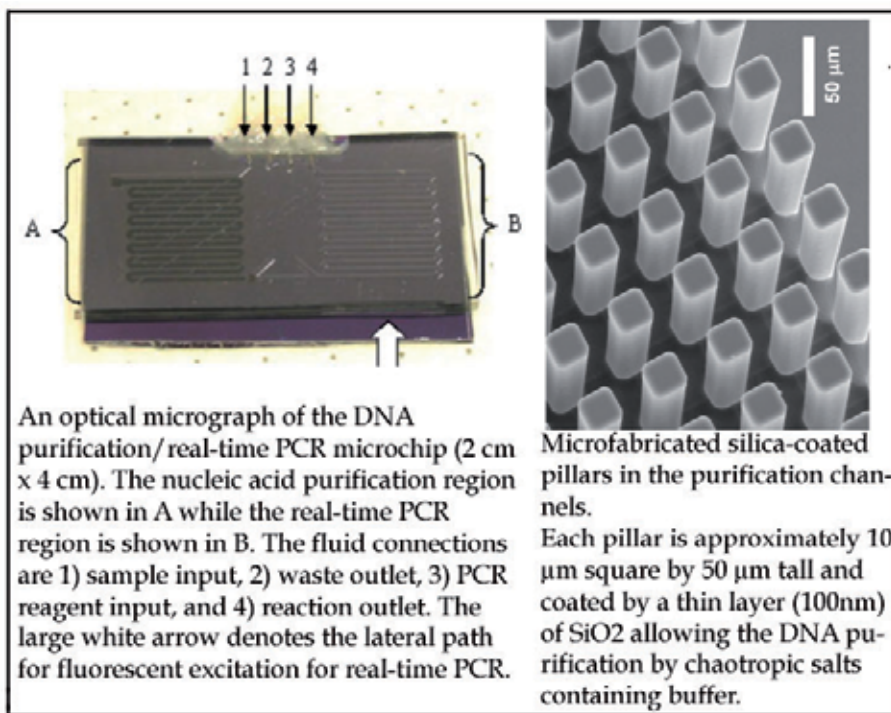 1 2 3 4
A
B
50 µm
An optical micrograph of the DNA
purification/real-time PCR microchip (2 cm
x 4 cm). The nucleic acid purification region
is shown in A while the real-time PCR
region is shown in B. The fluid connections
are 1) sample input, 2) waste outlet, 3) PCR
reagent input, and 4) reaction outlet. The
large white arrow denotes the lateral path
for fluorescent excitation for real-time PCR.
Microfabricated silica-coated
pillars in the purification chan-
nels.
Each pillar is approximately 10
µm square by 50 µm tall and
coated by a thin layer (100nm)
of SiO2 allowing the DNA pu-
rification by chaotropic salts
containing buffer.